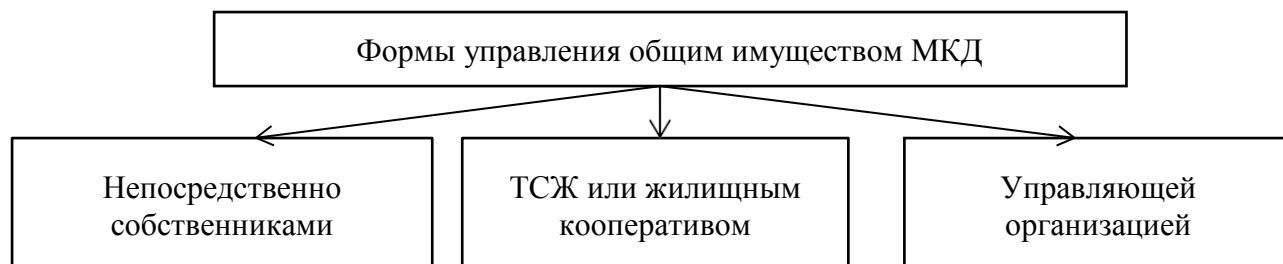 Формы управления общим имуществом МКД
Непосредственно
собственниками
ТСЖ или жилищным
кооперативом
Управляющей
организацией